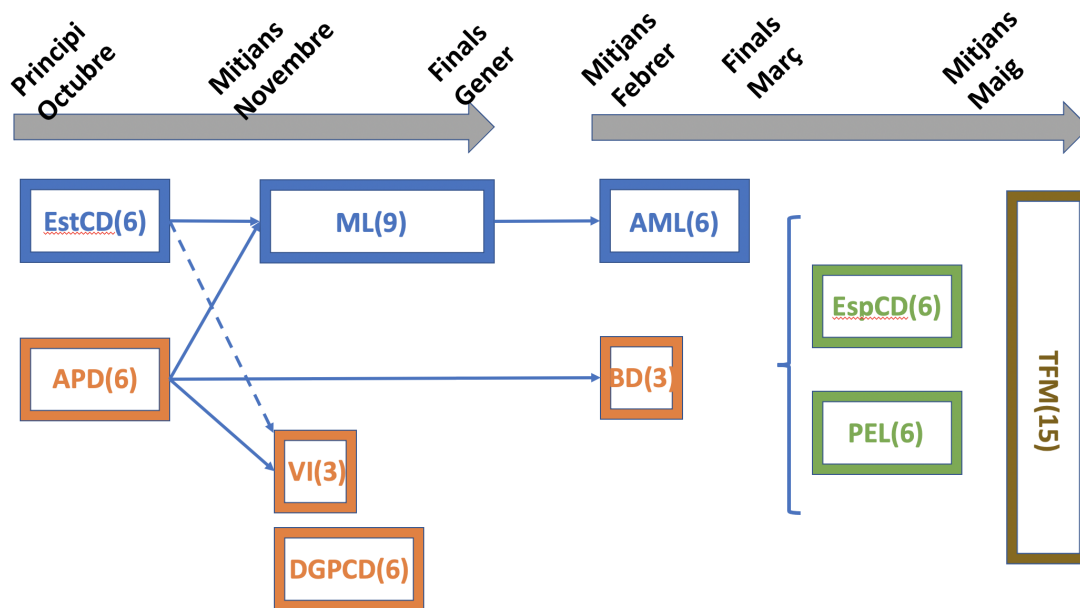 Principi
Octubre
Mitjans
Novembre
Finals
Gener
Mitjans
Febrer
Finals
Març
Mitjans
Maig
EstCD(6)
ML(9)
AML(6)
EspCD(6)
APD(6)
BD(3)
TFM(15)
PEL(6)
VI(3)
DGPCD(6)